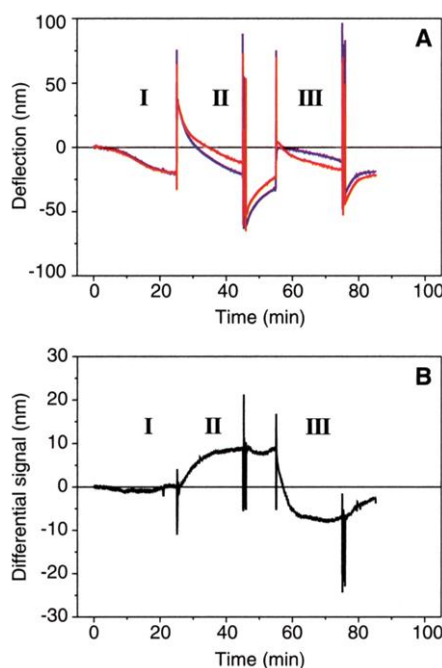 A
I II III
Deflection (nm)
100
50
0
-50
-100
0 20 40 60 80 100
Time (min)
B
I II III
Differential signal (nm)
30
20
10
0
-10
-20
-30
0 20 40 60 80 100
Time (min)